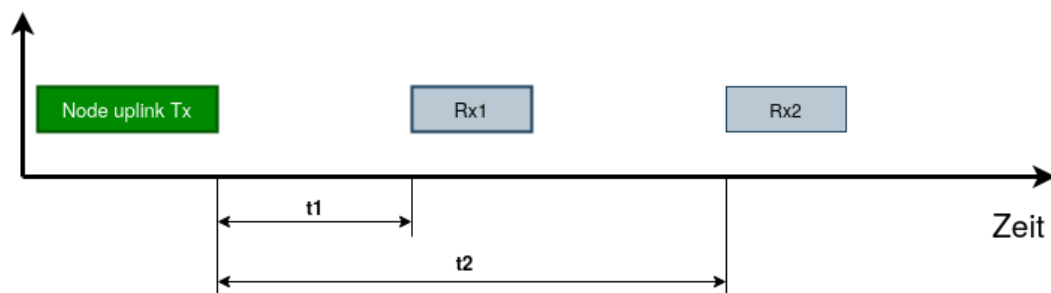 Node uplink Tx
Rx1
Rx2
t1
Zeit
t2